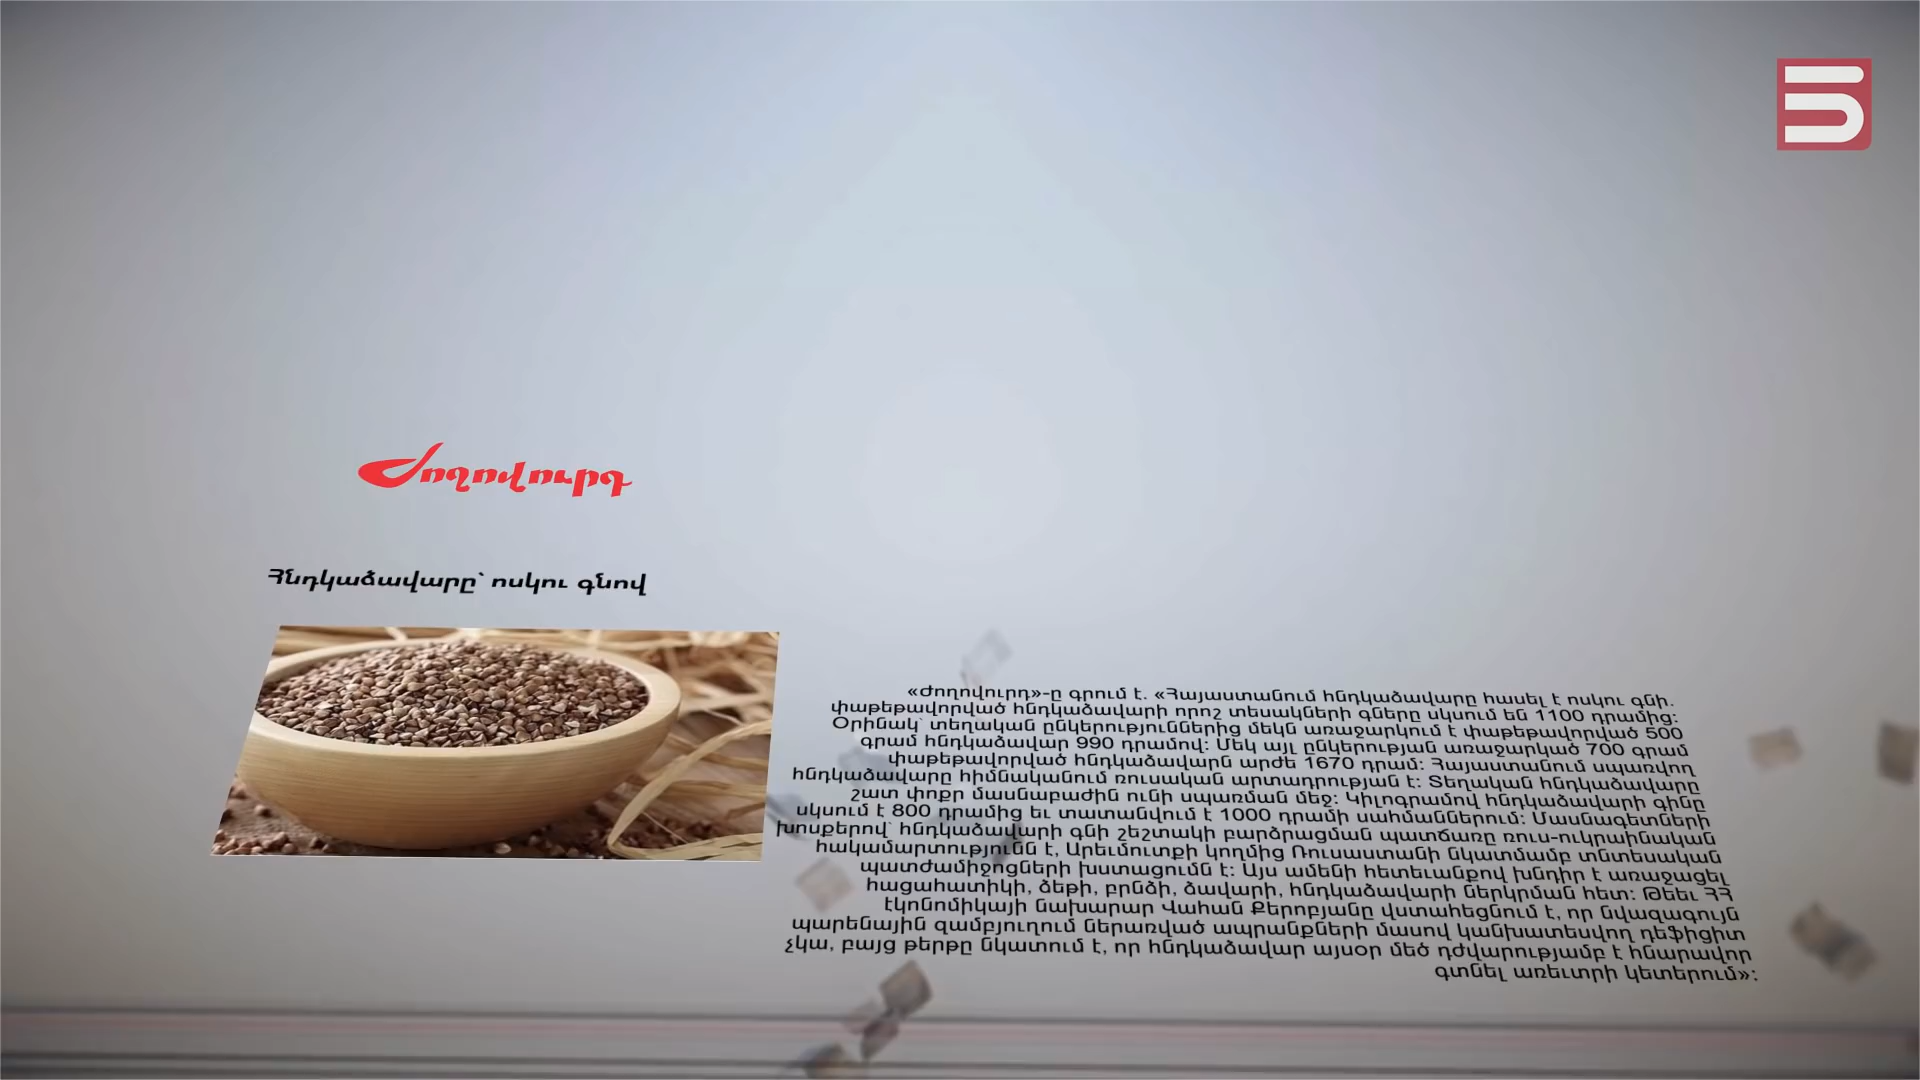 Ժողովուրդ
Հնդկաձավարը՝ ոսկու գնով
«Ժողովուրդ»-ը գրում է. «Հայաստանում հնդկաձավարը հասել է ոսկու գնի.
փաթեթավորված հնդկաձավարի որոշ տեսակների գները սկսում են 1100 դրամից:
Օրինակ՝ տեղական ընկերություններից մեկն առաջարկում է փաթեթավորված 500
գրամ հնդկաձավար 990 դրամով: Մեկ այլ ընկերության առաջարկած 700 գրամ
փաթեթավորված հնդկաձավարն արժե 1670 դրամ: Հայաստանում սպառվող
հնդկաձավարը հիմնականում ռուսական արտադրության է: Տեղական հնդկաձավարը
շատ փոքր մասնաբաժին ունի սպառման մեջ: Կիլոգրամով հնդկաձավարի գինը
սկսում է 800 դրամից եւ տատանվում է 1000 դրամի սահմաններում: Մասնագետների
խոսքերով՝ հնդկաձավարի գնի շեշտակի բարձրացման պատճառը ռուս-ուկրաինական
հակամարտությունն է, Արեւմուտքի կողմից Ռուսաստանի նկատմամբ տնտեսական
պատժամիջոցների խստացումն է: Այս ամենի հետեւանքով խնդիր է առաջացել
հացահատիկի, ձեթի, բրնձի, ձավարի, հնդկաձավարի ներկրման հետ: Թեեւ ՀՀ
էկոնոմիկայի նախարար Վահան Քերոբյանը վստահեցնում է, որ նվազագույն
պարենային զամբյուղում ներառված ապրանքների մասով կանխատեսվող դեֆիցիտ
չկա, բայց թերթը նկատում է, որ հնդկաձավար այսօր մեծ դժվարությամբ է հնարավոր
գտնել առեւտրի կետերում»: